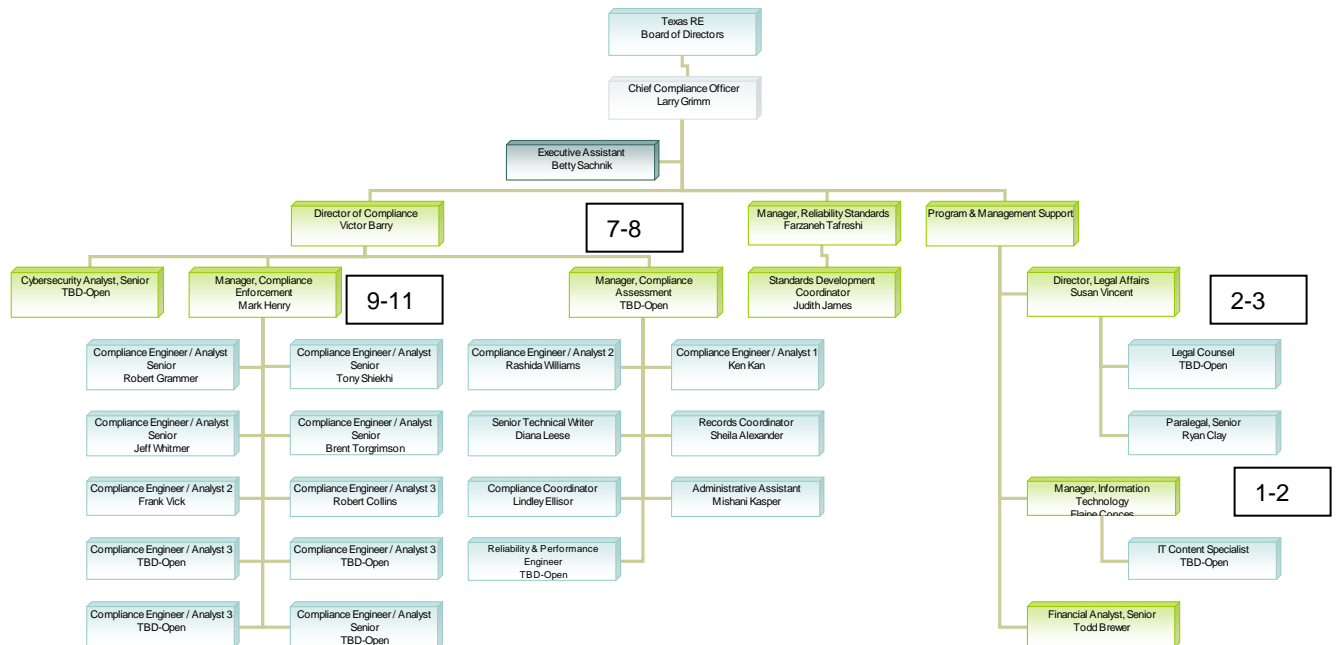 Texas RE
Board of Directors
Chief Compliance Officer
Larry Grimm
Executive Assistant
Betty Sachnik
Director of Compliance
Victor Barry
7-8
Manager, Reliability Standards
Farzaneh Tafreshi
Program & Management Support
Cybersecurity Analyst, Senior
TBD-Open
Manager, Compliance
Enforcement
Mark Henry
9-11
Manager, Compliance
Assessment
TBD-Open
Standards Development
Coordinator
Judith James
Director, Legal Affairs
Susan Vincent
2-3
Compliance Engineer / Analyst
Senior
Robert Grammer
Compliance Engineer / Analyst
Senior
Tony Shiekhi
Compliance Engineer / Analyst 2
Rashida Williams
Compliance Engineer / Analyst 1
Ken Kan
Legal Counsel
TBD-Open
Compliance Engineer / Analyst
Senior
Jeff Whitmer
Compliance Engineer / Analyst
Senior
Brent Torgrimson
Senior Technical Writer
Diana Leese
Records Coordinator
Sheila Alexander
Paralegal, Senior
Ryan Clay
Compliance Engineer / Analyst 2
Frank Vick
Compliance Engineer / Analyst 3
Robert Collins
Compliance Coordinator
Lindley Ellisor
Administrative Assistant
Mishani Kasper
Manager, Information
Technology
Elaine Conces
1-2
Compliance Engineer / Analyst 3
TBD-Open
Compliance Engineer / Analyst 3
TBD-Open
Reliability & Performance
Engineer
TBD-Open
IT Content Specialist
TBD-Open
Compliance Engineer / Analyst 3
TBD-Open
Compliance Engineer / Analyst
Senior
TBD-Open
Financial Analyst, Senior
Todd Brewer